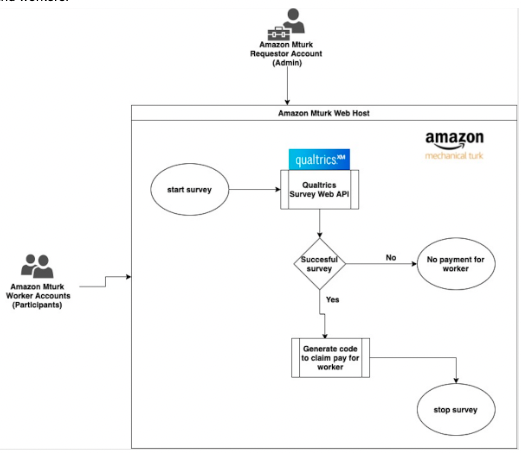 and workers.
Amazon Mturk
Requestor Account
(Admin)
Amazon Mturk Web Host
amazon
mechanical turk
qualtrics.XM
start survey
Qualtrics
Survey Web API
Succesful
survey
No
No payment for
worker
Amazon Mturk
Worker Accounts
(Participants)
Yes
Generate code
to claim pay for
worker
stop survey